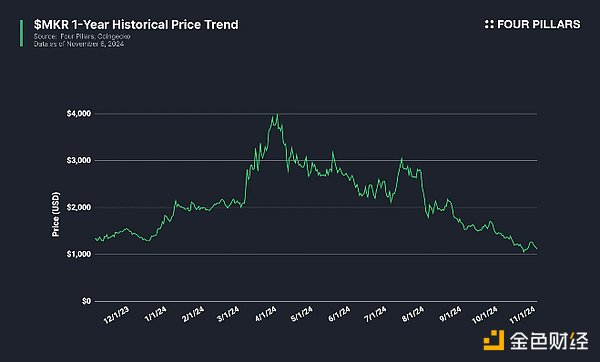 $MKR 1-Year Historical Price Trend
Source: Four Pillars, Coingecko
Data as of November 6, 2024
FOUR PILLARS
$4,000
$3,000
$2,000
$1,000
$0
Price (USD)
12/1/23
1/1/24
2/1/24
3/1/24
4/1/24
5/1/24
6/1/24
7/1/24
8/1/24
9/1/24
10/1/24
11/1/24
金色财经